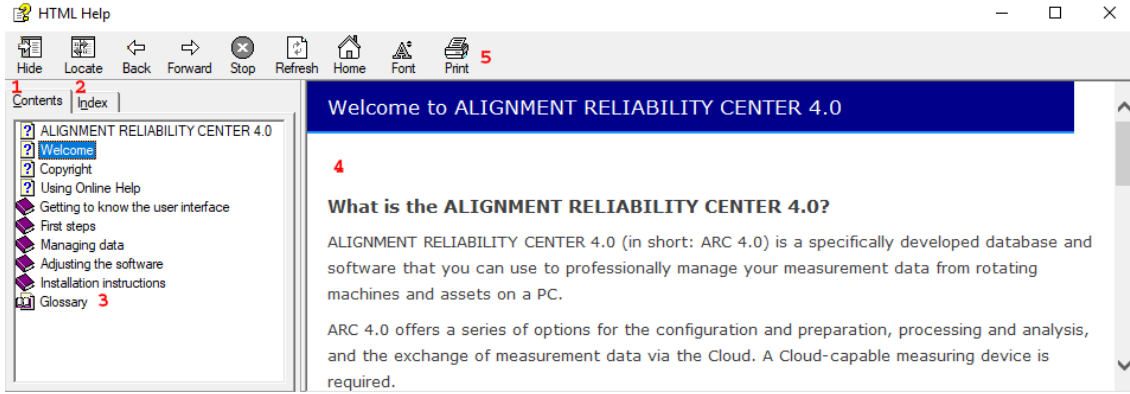 HTML Help
Hide Locate Back Forward Stop Refresh Home Font Print 5
1 2
Contents Index
ALIGNMENT RELIABILITY CENTER 4.0
Welcome
Copyright
Using Online Help
Getting to know the user interface
First steps
Managing data
Adjusting the software
Installation instructions
Glossary 3
Welcome to ALIGNMENT RELIABILITY CENTER 4.0
4
What is the ALIGNMENT RELIABILITY CENTER 4.0?
ALIGNMENT RELIABILITY CENTER 4.0 (in short: ARC 4.0) is a specifically developed database and
software that you can use to professionally manage your measurement data from rotating
machines and assets on a PC.
ARC 4.0 offers a series of options for the configuration and preparation, processing and analysis,
and the exchange of measurement data via the Cloud. A Cloud-capable measuring device is
required.